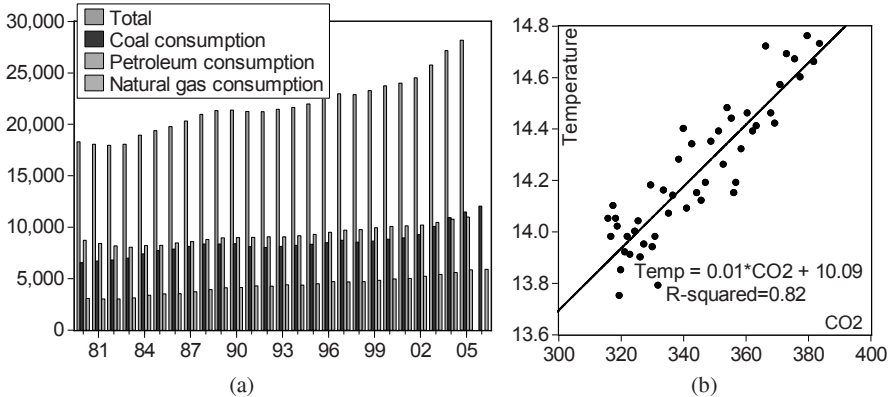 Total
Coal consumption
Petroleum consumption
Natural gas consumption
30,000
25,000
20,000
15,000
10,000
5,000
0
81 84 87 90 93 96 99 02 05
(a)
Temperature
14.8
14.6
14.4
14.2
14.0
13.8
13.6
Temp = 0.01*CO2 + 10.09
R-squared=0.82
CO2
300 320 340 360 380 400
(b)